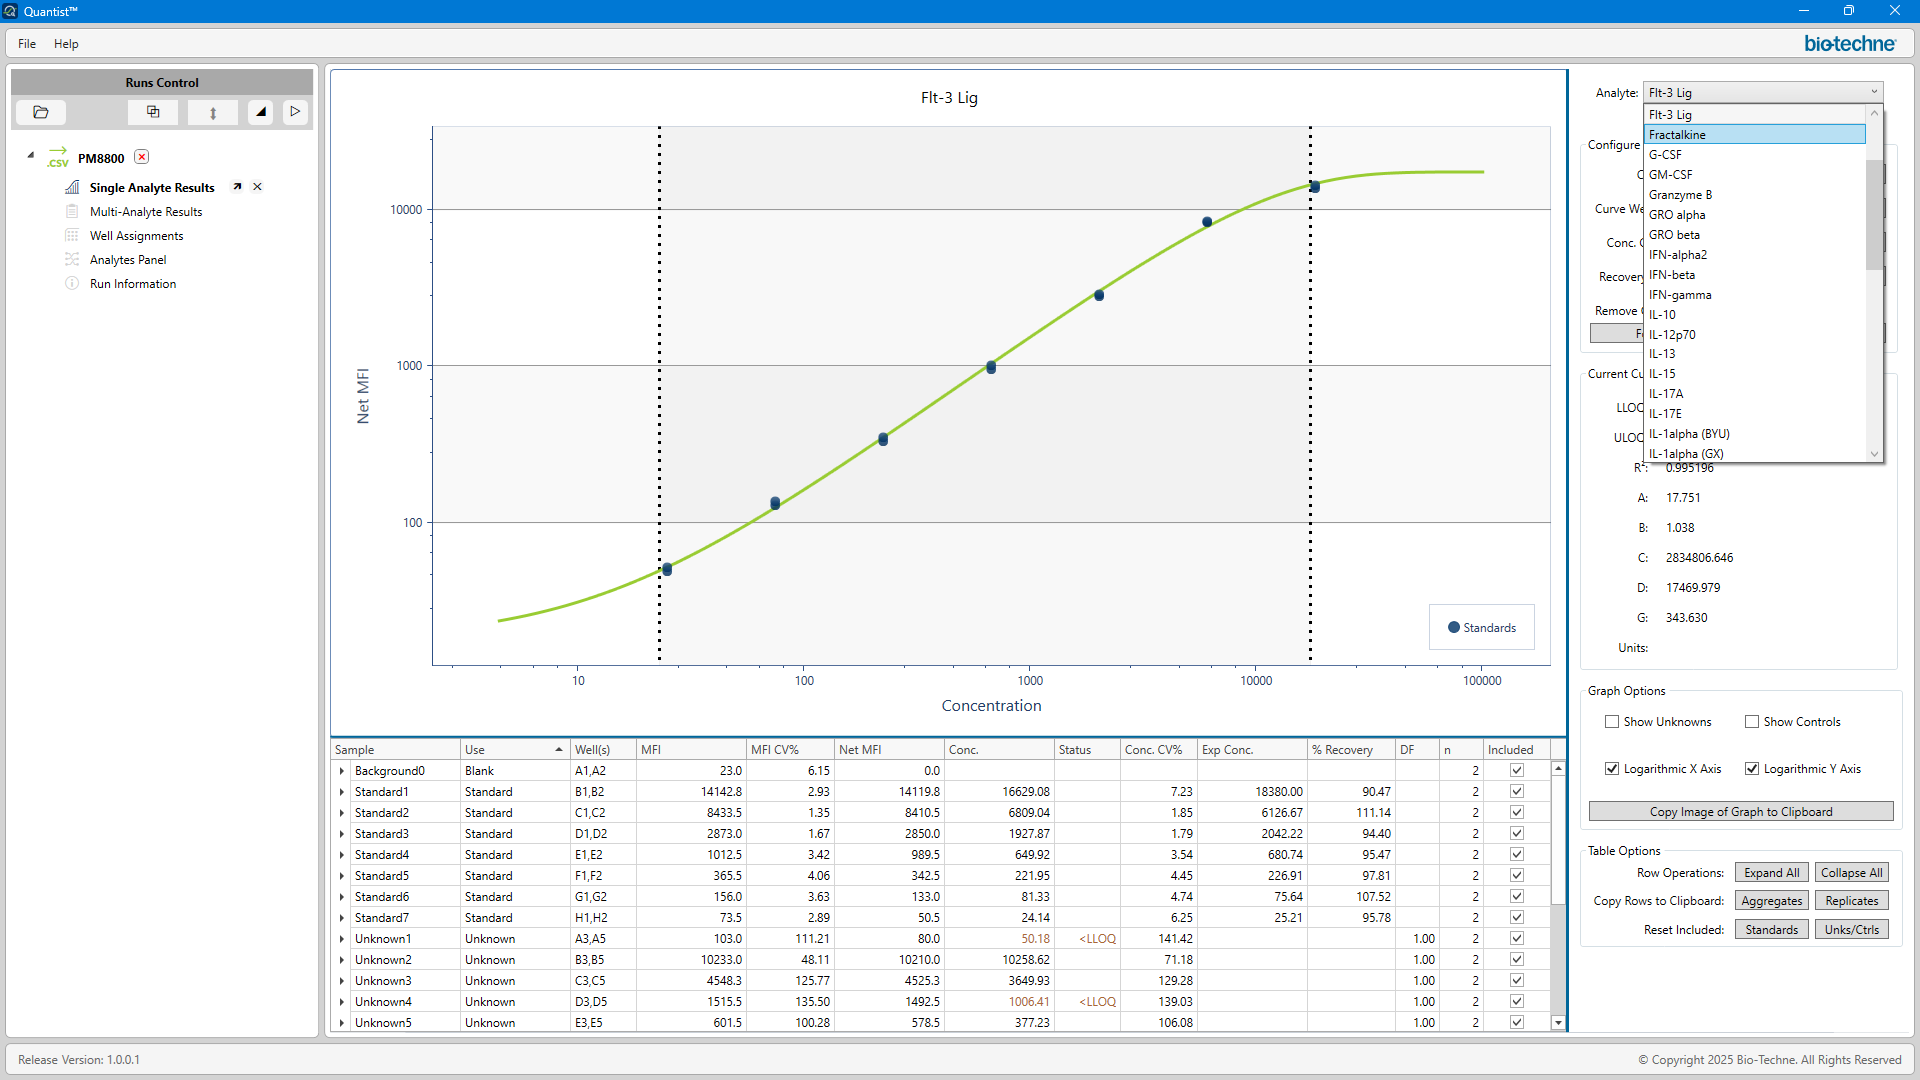 Quantist™
File Help
bio-techne®
Runs Control
PM8800
.csv
Single Analyte Results
Multi-Analyte Results
Well Assignments
Analytes Panel
Run Information
Flt-3 Lig
Net MFI
10000
1000
100
10 100 1000 10000 100000
Concentration
Standards
Sample Use Well(s) MFI MFI CV% Net MFI Conc. Status Conc. CV% Exp Conc. % Recovery DF n Included
Background0 Blank A1,A2 23.0 6.15 0.0 2
Standard1 Standard B1,B2 14142.8 2.93 14119.8 16629.08 7.23 18380.00 90.47 2
Standard2 Standard C1,C2 8433.5 1.35 8410.5 6809.04 1.85 6126.67 111.14 2
Standard3 Standard D1,D2 2873.0 1.67 2850.0 1927.87 1.79 2042.22 94.40 2
Standard4 Standard E1,E2 1012.5 3.42 989.5 649.92 3.54 680.74 95.47 2
Standard5 Standard F1,F2 365.5 4.06 342.5 221.95 4.45 226.91 97.81 2
Standard6 Standard G1,G2 156.0 3.63 133.0 81.33 4.74 75.64 107.52 2
Standard7 Standard H1,H2 73.5 2.89 50.5 24.14 6.25 25.21 95.78 2
Unknown1 Unknown A3,A5 103.0 111.21 80.0 50.18 <LLOQ 141.42 1.00 2
Unknown2 Unknown B3,B5 10233.0 48.11 10210.0 10258.62 71.18 1.00 2
Unknown3 Unknown C3,C5 4548.3 125.77 4525.3 3649.93 129.28 1.00 2
Unknown4 Unknown D3,D5 1515.5 135.50 1492.5 1006.41 <LLOQ 139.03 1.00 2
Unknown5 Unknown E3,E5 601.5 100.28 578.5 377.23 106.08 1.00 2
Analyte: Flt-3 Lig
Flt-3 Lig
Fractalkine
G-CSF
GM-CSF
Granzyme B
GRO alpha
GRO beta
IFN-alpha2
IFN-beta
IFN-gamma
IL-10
IL-12p70
IL-13
IL-15
IL-17A
IL-17E
IL-1alpha (BYU)
IL-1alpha (GX)
Configure
C
Curve We
Conc. C
Recovery
Remove
F
Current Cu
LLOQ
ULOQ
R²: 0.995196
A: 17.751
B: 1.038
C: 2834806.646
D: 17469.979
G: 343.630
Units:
Graph Options
Show Unknowns Show Controls
Logarithmic X Axis Logarithmic Y Axis
Copy Image of Graph to Clipboard
Table Options
Row Operations: Expand All Collapse All
Copy Rows to Clipboard: Aggregates Replicates
Reset Included: Standards Unks/Ctrls
Release Version: 1.0.0.1
© Copyright 2025 Bio-Techne. All Rights Reserved